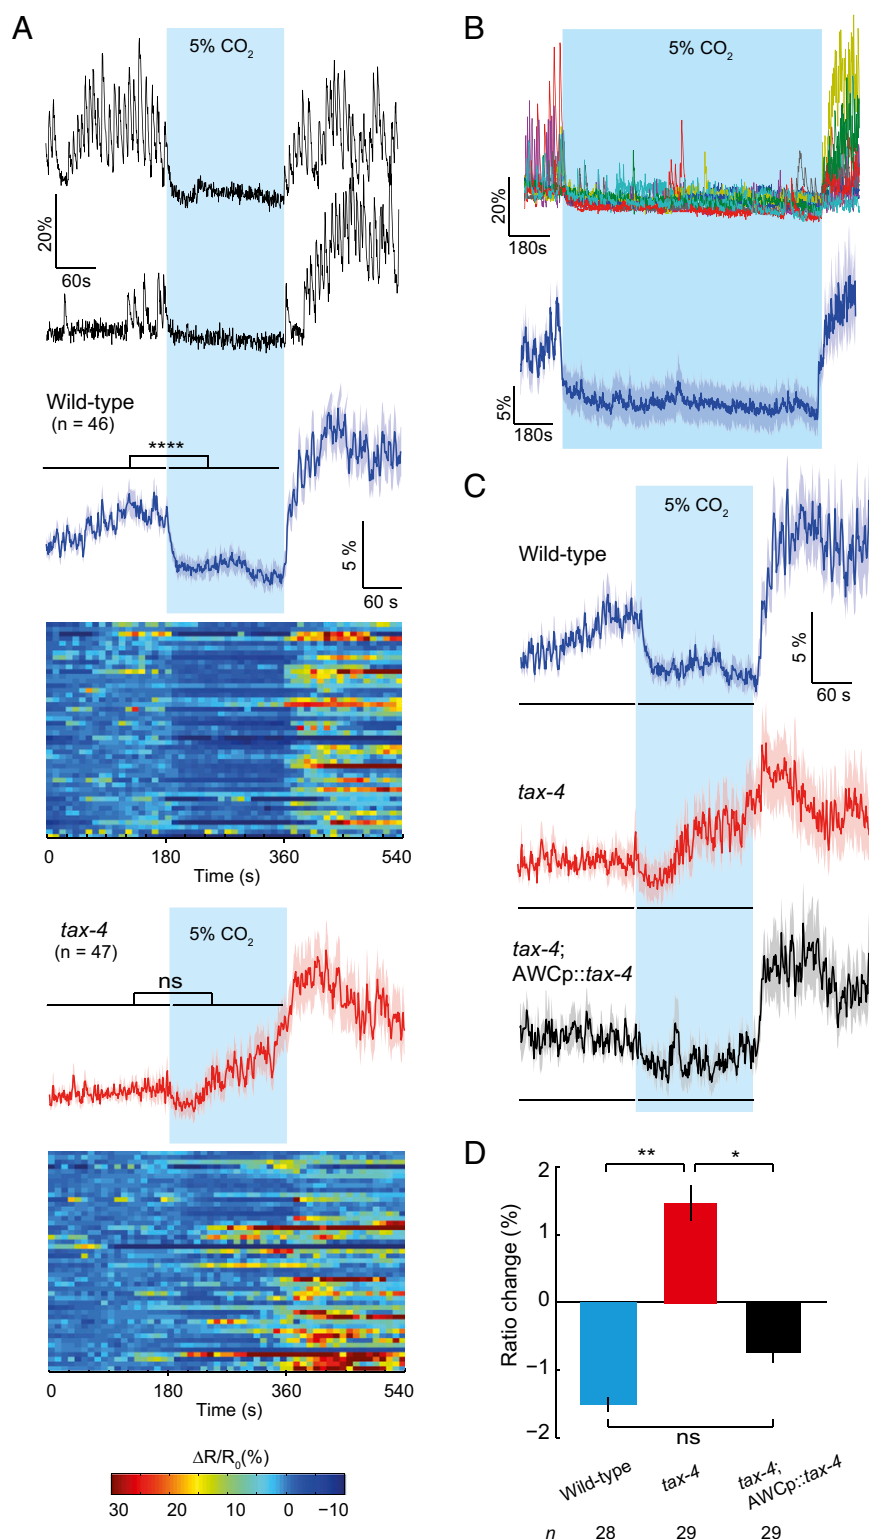 A
5% CO2
20%
60s
Wild-type
(n = 46)
****
5 %
60 s
0 180 360 540
Time (s)
tax-4
(n = 47)
5% CO2
ns
0 180 360 540
Time (s)
ΔR/R0(%)
30 20 10 0 −10
B
5% CO2
20%
180s
5%
180s
C
5% CO2
Wild-type
5 %
60 s
tax-4
tax-4;
AWCp::tax-4
D
Ratio change (%)
2
1
0
−1
−2
** *
ns
Wild-type
tax-4
tax-4;
AWCp::tax-4
n 28 29 29